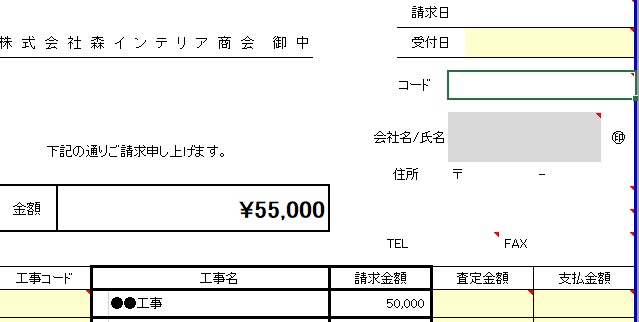 請求日
株式会社森インテリア商会 御中
受付日
コード
会社名/氏名 ㊞
下記の通りご請求申し上げます。
住所 〒 −
金額 ¥55,000
TEL FAX
工事コード 工事名 請求金額 査定金額 支払金額
●●工事 50,000